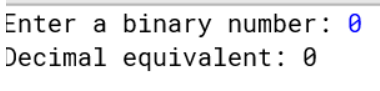 Enter a binary number: 0
Decimal equivalent: 0